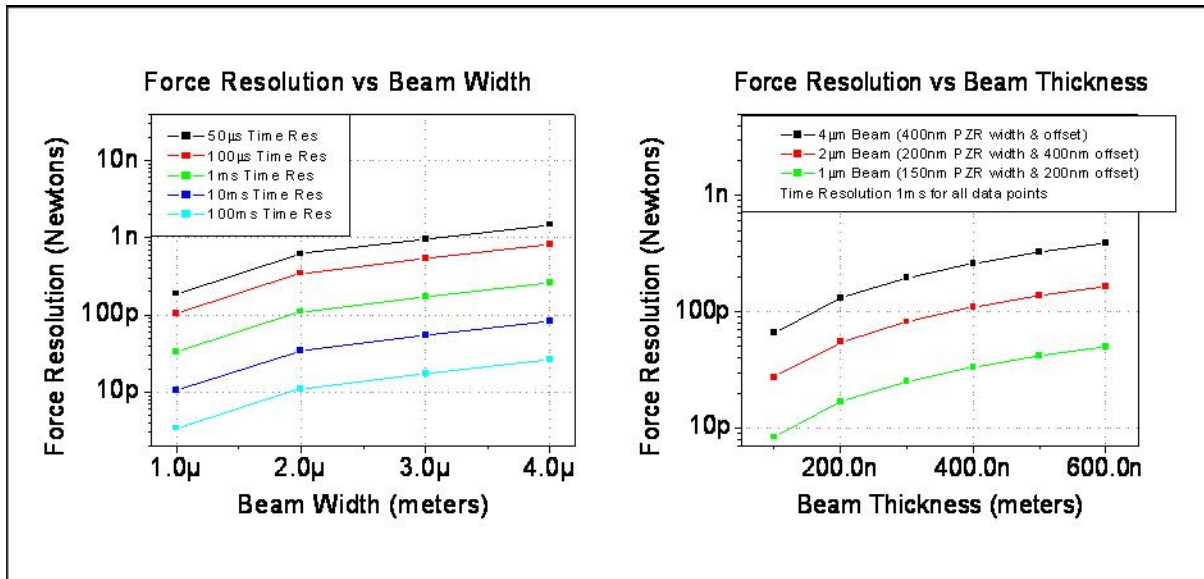 Force Resolution vs Beam Width
Force Resolution (Newtons)
10n
1n
100p
10p
50µs Time Res
100µs Time Res
1ms Time Res
10ms Time Res
100ms Time Res
1.0µ 2.0µ 3.0µ 4.0µ
Beam Width (meters)
Force Resolution vs Beam Thickness
Force Resolution (Newtons)
1n
100p
10p
4µm Beam (400nm PZR width & offset)
2µm Beam (200nm PZR width & 400nm offset)
1µm Beam (150nm PZR width & 200nm offset)
Time Resolution 1ms for all data points
200.0n 400.0n 600.0n
Beam Thickness (meters)